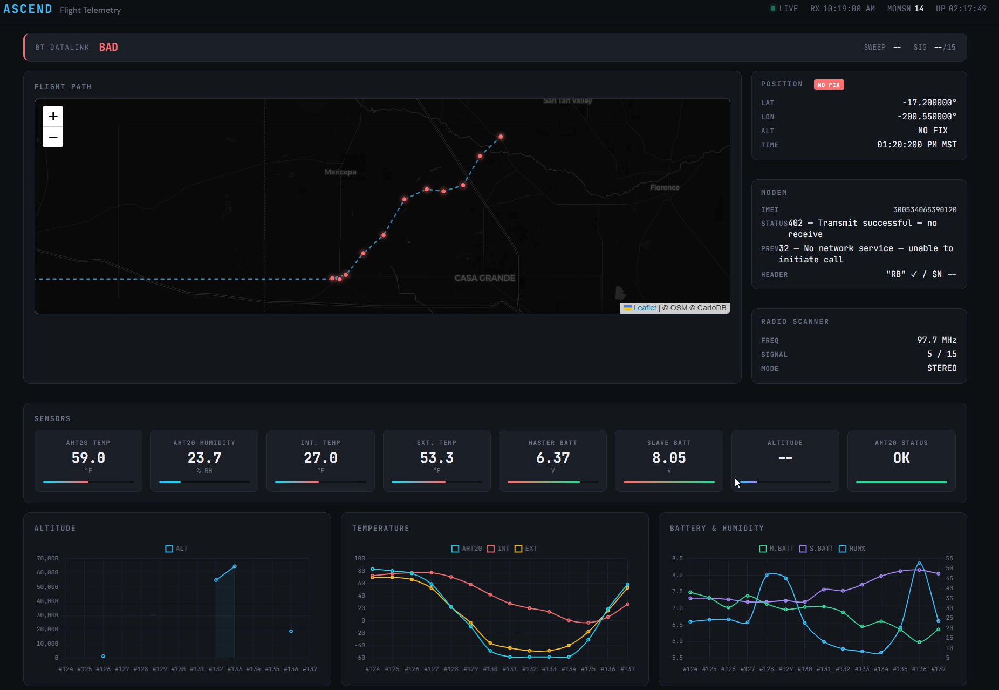 ASCEND Flight Telemetry
LIVE RX 10:19:00 AM MOMSN 14 UP 02:17:49
BT DATALINK BAD
SWEEP -- SIG --/15
FLIGHT PATH
+
−
San Tan Valley
Maricopa
Florence
CASA GRANDE
Leaflet | © OSM © CartoDB
POSITION NO FIX
LAT -17.200000°
LON -200.550000°
ALT NO FIX
TIME 01:20:200 PM MST
MODEM
IMEI 300534065390120
STATUS 402 — Transmit successful — no
receive
PREV 32 — No network service — unable to
initiate call
HEADER "RB" ✓ / SN --
RADIO SCANNER
FREQ 97.7 MHz
SIGNAL 5 / 15
MODE STEREO
SENSORS
AHT20 TEMP
59.0
°F
AHT20 HUMIDITY
23.7
% RH
INT. TEMP
27.0
°F
EXT. TEMP
53.3
°F
MASTER BATT
6.37
V
SLAVE BATT
8.05
V
ALTITUDE
--
AHT20 STATUS
OK
ALTITUDE
ALT
70,000
60,000
50,000
40,000
30,000
20,000
10,000
0
#124 #125 #126 #127 #128 #129 #130 #131 #132 #133 #134 #135 #136 #137
TEMPERATURE
AHT20 INT EXT
100
80
60
40
20
0
-20
-40
-60
#124 #125 #126 #127 #128 #129 #130 #131 #132 #133 #134 #135 #136 #137
BATTERY & HUMIDITY
M.BATT S.BATT HUM%
8.5
8.0
7.5
7.0
6.5
6.0
5.5
55
50
45
40
35
30
25
20
15
10
5
#124 #125 #126 #127 #128 #129 #130 #131 #132 #133 #134 #135 #136 #137